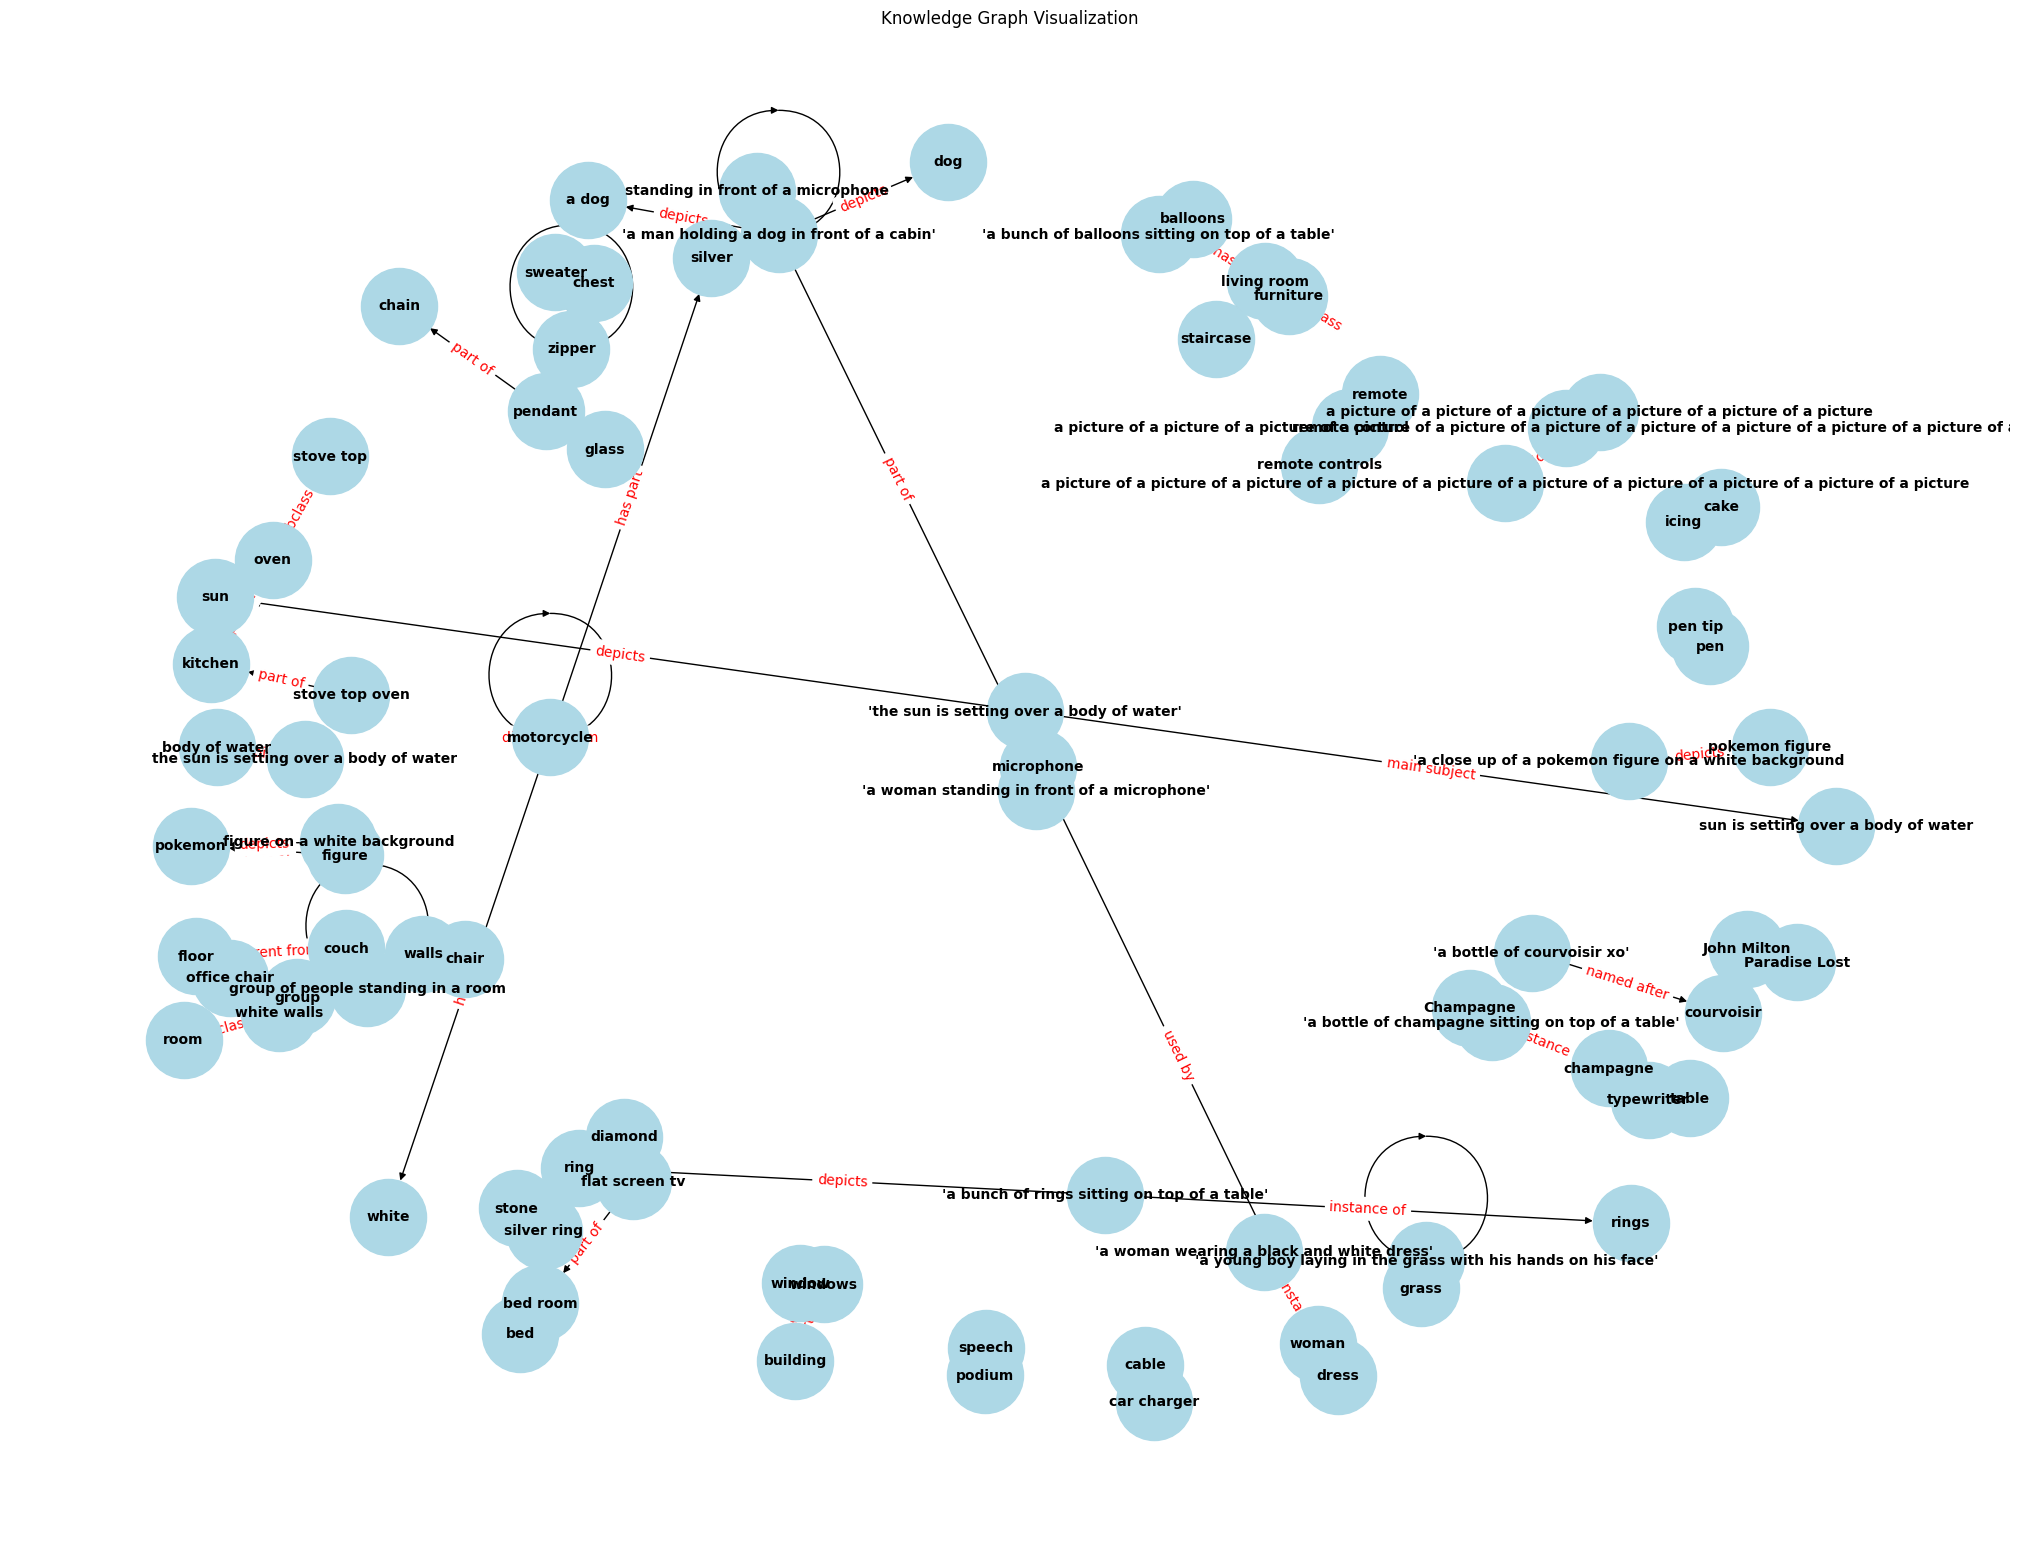 Knowledge Graph Visualization
dog
depicts
standing in front of a microphone
a dog
depicts
balloons
'a man holding a dog in front of a cabin'
'a bunch of balloons sitting on top of a table'
silver
sweater
chest
living room
furniture
chain
staircase
zipper
part of
remote
pendant
a picture of a picture of a picture of a picture of a picture of a picture
remote control
glass
stove top
remote controls
part of
a picture of a picture of a picture of a picture of a picture of a picture of a picture of a picture of a picture of a picture
has part
cake
icing
oven
sun
pen tip
pen
depicts
kitchen
part of
stove top oven
'the sun is setting over a body of water'
motorcycle
body of water
the sun is setting over a body of water
pokemon figure
depicts
'a close up of a pokemon figure on a white background
microphone
main subject
'a woman standing in front of a microphone'
sun is setting over a body of water
figure on a white background
pokemon
depicts
figure
couch
walls
chair
floor
office chair
group of people standing in a room
group
white walls
room
'a bottle of courvoisir xo'
John Milton
Paradise Lost
named after
Champagne
courvoisir
'a bottle of champagne sitting on top of a table'
champagne
typewriter
table
used by
diamond
ring
flat screen tv
depicts
'a bunch of rings sitting on top of a table'
instance of
rings
stone
silver ring
white
part of
'a woman wearing a black and white dress'
'a young boy laying in the grass with his hands on his face'
grass
window
windows
bed room
bed
building
speech
podium
cable
car charger
woman
dress